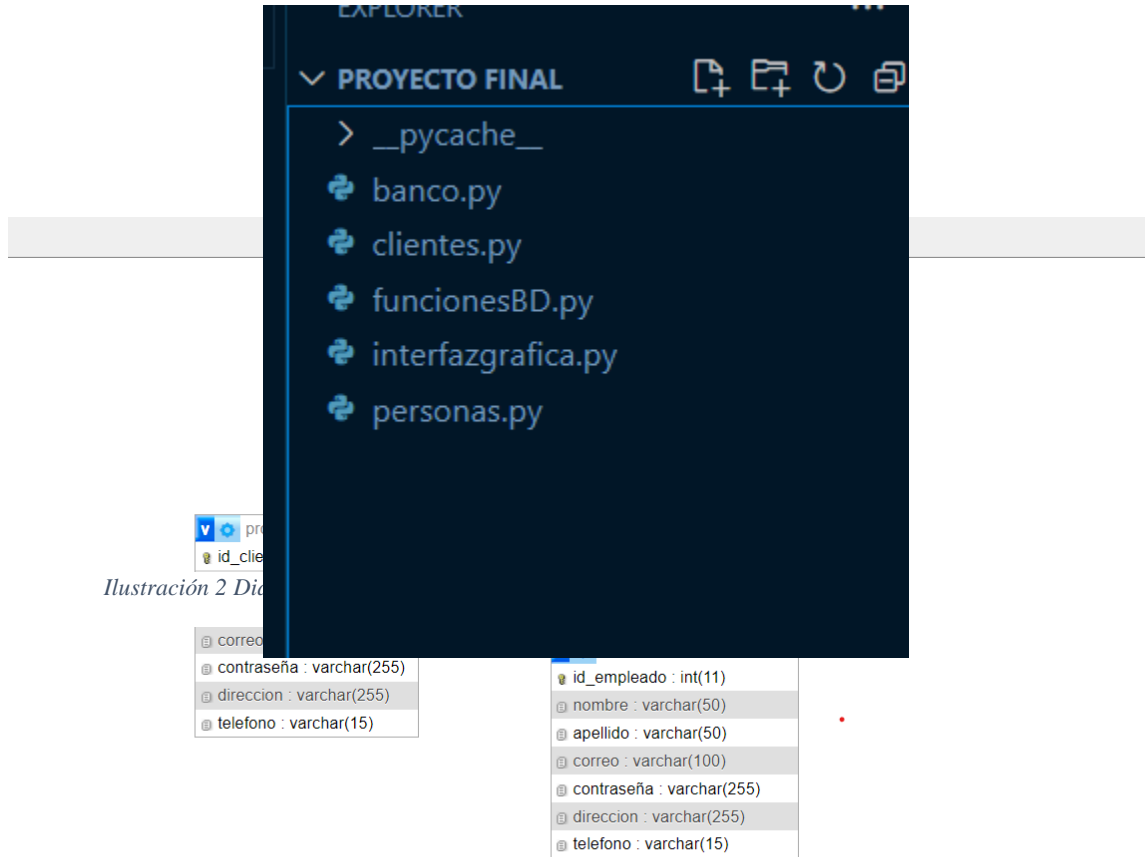 EXPLORER
PROYECTO FINAL
__pycache__
banco.py
clientes.py
funcionesBD.py
interfazgrafica.py
personas.py
v
id_clie
Ilustración 2
correo
contraseña : varchar(255)
direccion : varchar(255)
telefono : varchar(15)
id_empleado : int(11)
nombre : varchar(50)
apellido : varchar(50)
correo : varchar(100)
contraseña : varchar(255)
direccion : varchar(255)
telefono : varchar(15)